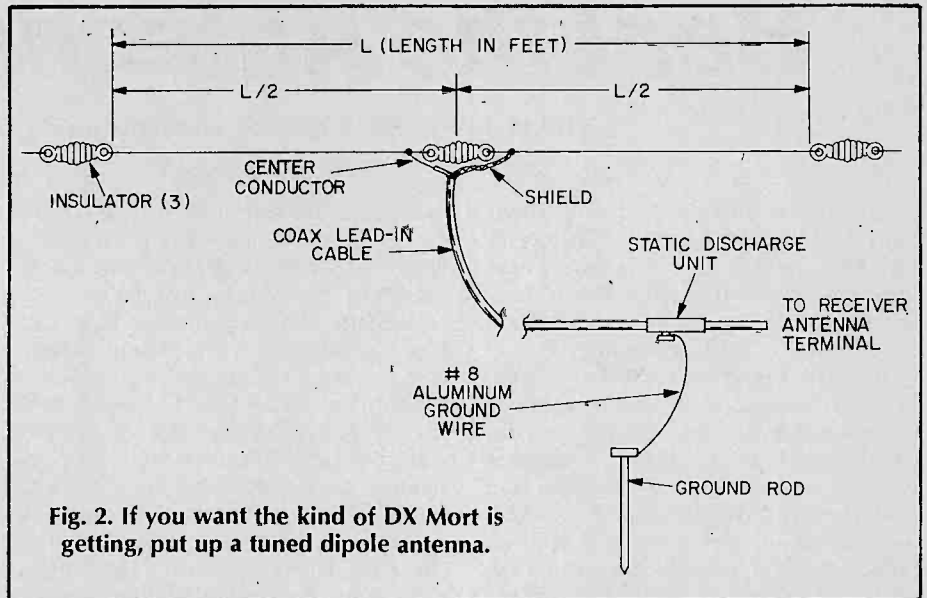 L (LENGTH IN FEET)
L/2
L/2
CENTER
CONDUCTOR
INSULATOR (3)
SHIELD
COAX LEAD-IN
CABLE
STATIC DISCHARGE
UNIT
TO RECEIVER
ANTENNA
TERMINAL
# 8
ALUMINUM
GROUND
WIRE
GROUND ROD
Fig. 2. If you want the kind of DX Mort is
getting, put up a tuned dipole antenna.